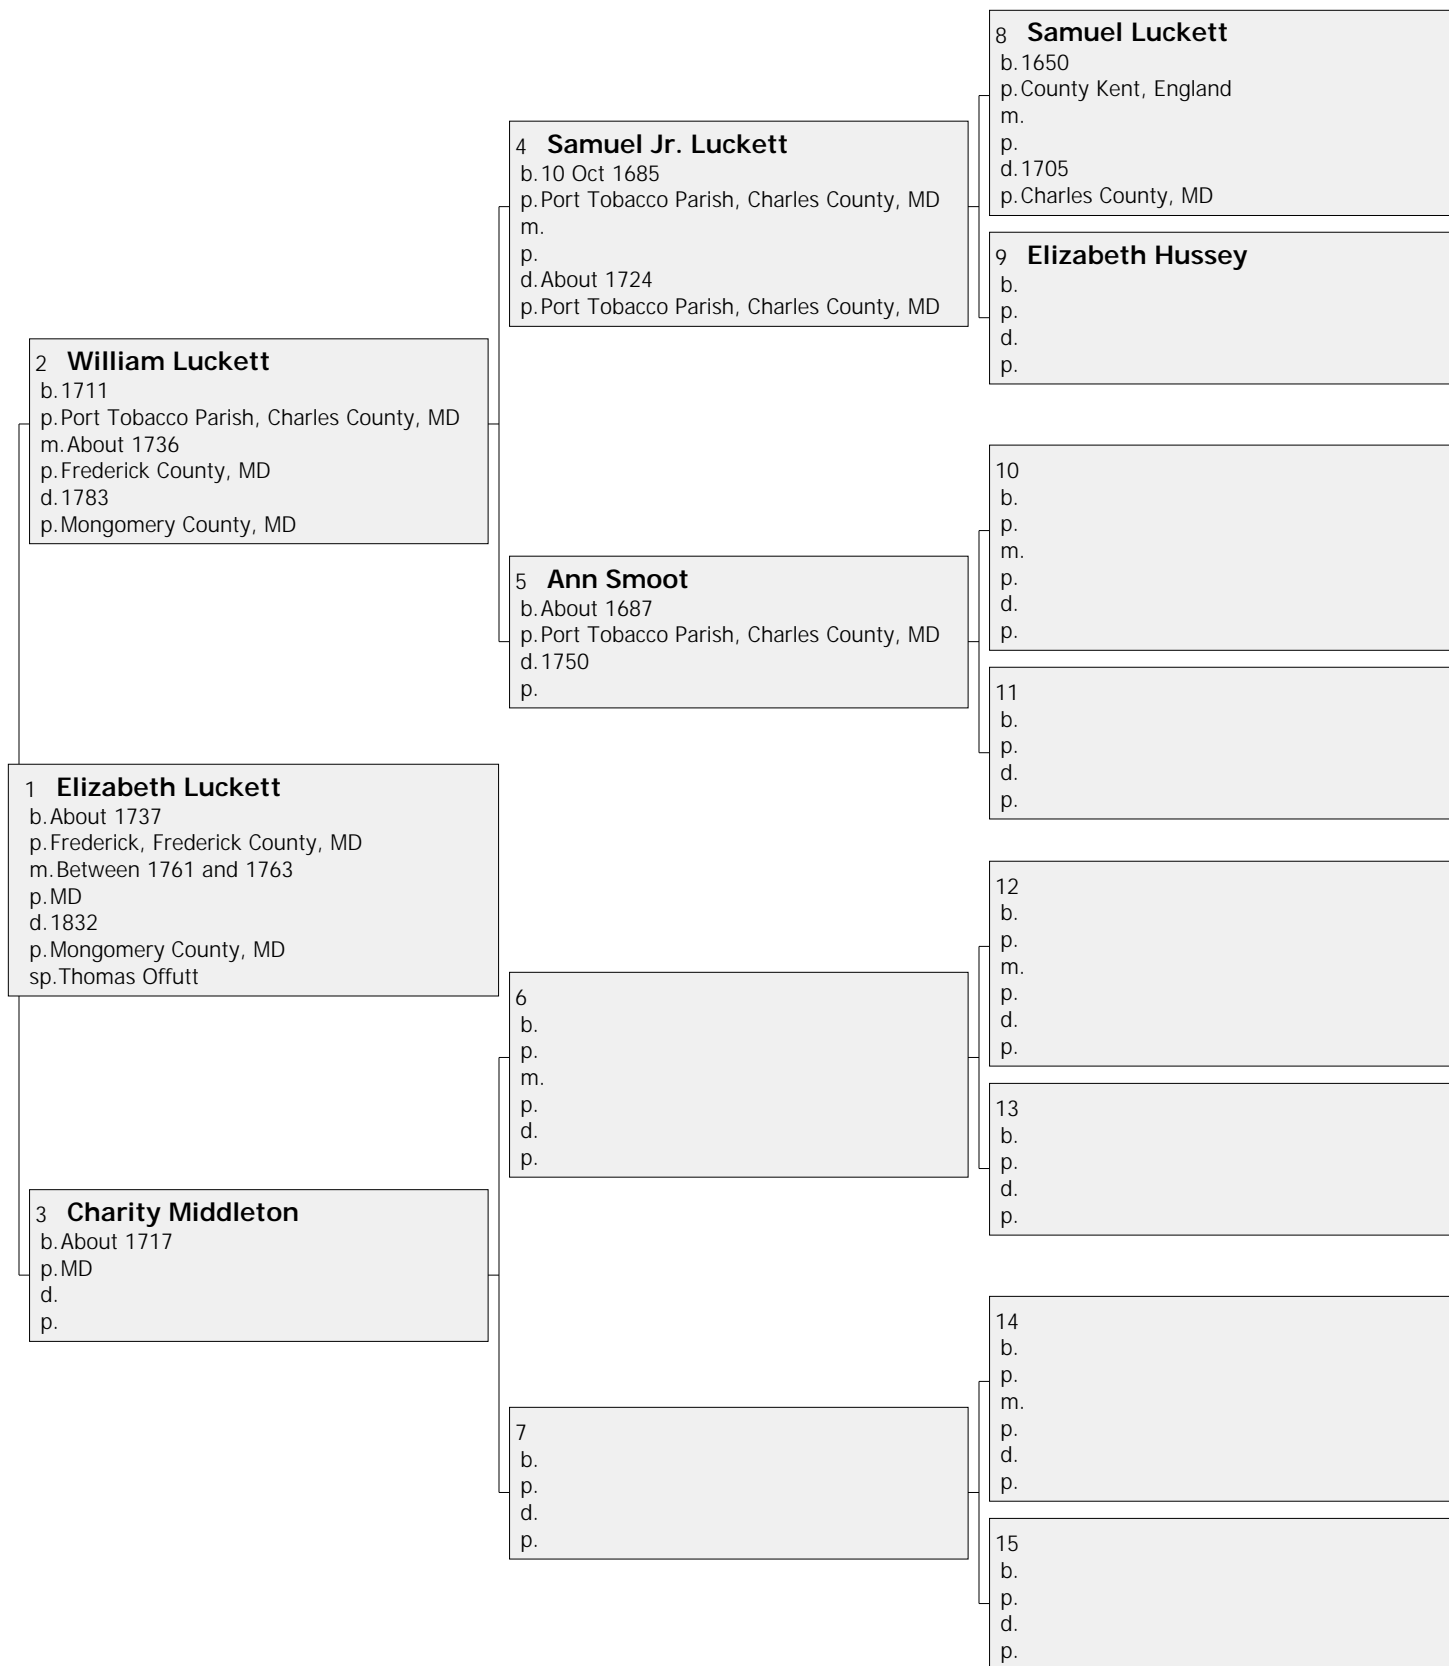 8 Samuel Luckett
b.1650
p.County Kent, England
m.
p.
d.1705
p.Charles County, MD
4 Samuel Jr. Luckett
b.10 Oct 1685
p.Port Tobacco Parish, Charles County, MD
m.
p.
d.About 1724
p.Port Tobacco Parish, Charles County, MD
9 Elizabeth Hussey
b.
p.
d.
p.
2 William Luckett
b.1711
p.Port Tobacco Parish, Charles County, MD
m.About 1736
p.Frederick County, MD
d.1783
p.Mongomery County, MD
10
b.
p.
m.
p.
d.
p.
5 Ann Smoot
b.About 1687
p.Port Tobacco Parish, Charles County, MD
d.1750
p.
11
b.
p.
d.
p.
1 Elizabeth Luckett
b.About 1737
p.Frederick, Frederick County, MD
m.Between 1761 and 1763
p.MD
d.1832
p.Mongomery County, MD
sp.Thomas Offutt
12
b.
p.
m.
p.
d.
p.
6
b.
p.
m.
p.
d.
p.
13
b.
p.
d.
p.
3 Charity Middleton
b.About 1717
p.MD
d.
p.
14
b.
p.
m.
p.
d.
p.
7
b.
p.
d.
p.
15
b.
p.
d.
p.